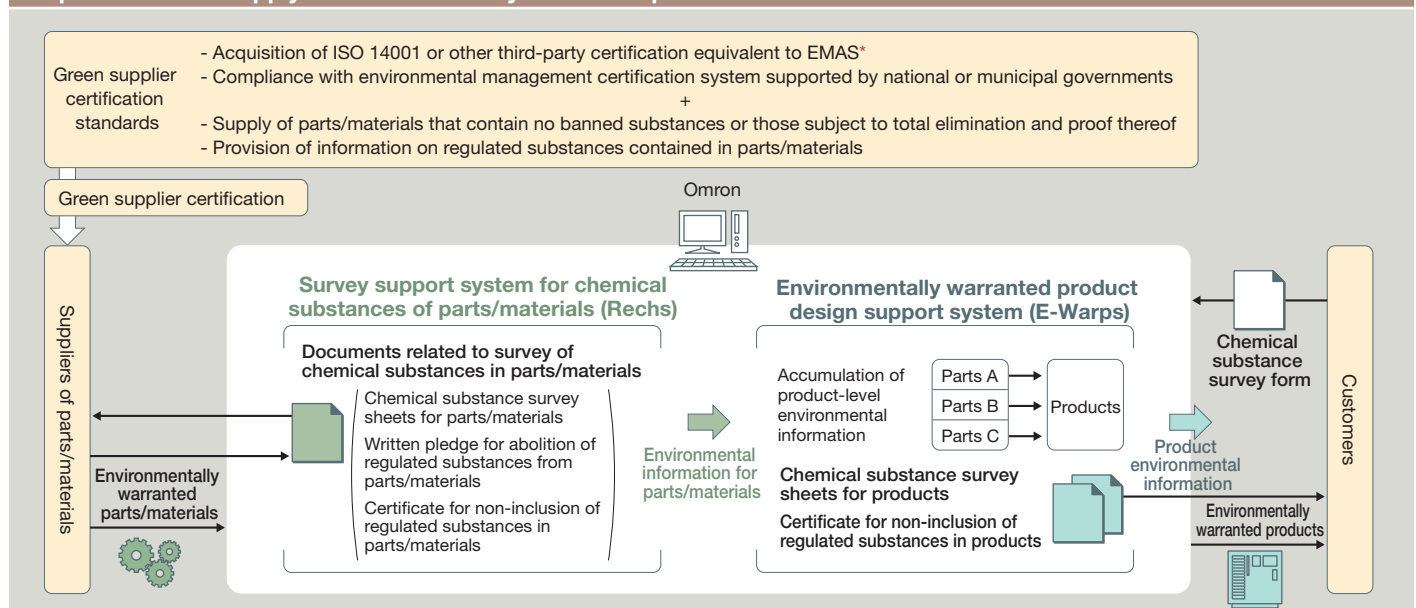 Green supplier
certification
standards
- Acquisition of ISO 14001 or other third-party certification equivalent to EMAS*
- Compliance with environmental management certification system supported by national or municipal governments
+
- Supply of parts/materials that contain no banned substances or those subject to total elimination and proof thereof
- Provision of information on regulated substances contained in parts/materials
Green supplier certification
Omron
Suppliers of parts/materials
Survey support system for chemical
substances of parts/materials (Rechs)
Documents related to survey of
chemical substances in parts/materials
Chemical substance survey
sheets for parts/materials
Written pledge for abolition of
regulated substances from
parts/materials
Certificate for non-inclusion of
regulated substances in
parts/materials
Environmentally
warranted
parts/materials
Environmental
information for
parts/materials
Environmentally warranted product
design support system (E-Warps)
Accumulation of
product-level
environmental
information
Parts A
Parts B
Parts C
Products
Chemical substance survey
sheets for products
Certificate for non-inclusion of
regulated substances in products
Product
environmental
information
Chemical
substance
survey form
Environmentally
warranted products
Customers